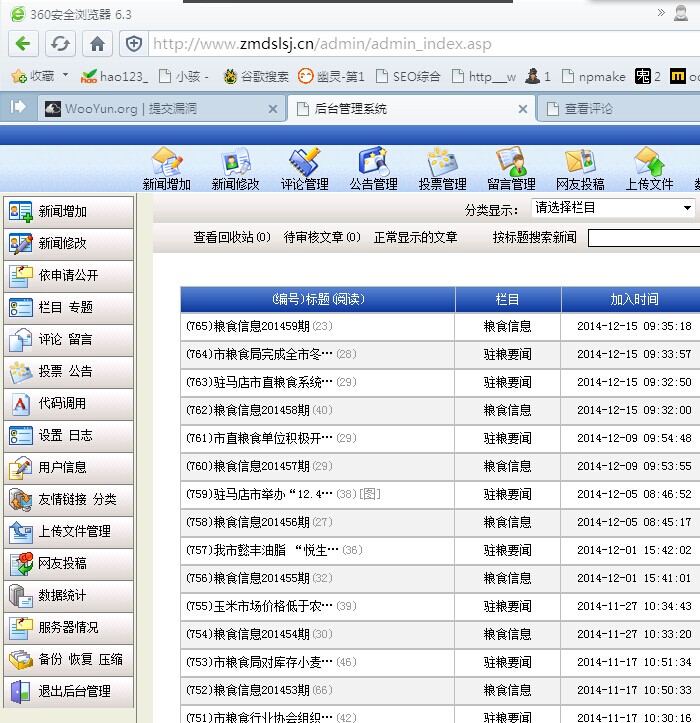 360安全浏览器 6.3
http://www.zmdslsj.cn/admin/admin_index.asp
收藏 hao123_ 小孩 - 谷歌搜索 幽灵-第1 SEO综合 http__w 1 npmake 2
WooYun.org | 提交漏洞 后台管理系统 查看评论
新闻增加 新闻修改 评论管理 公告管理 投票管理 留言管理 网友投稿 上传文件
新闻增加
新闻修改
依申请公开
栏目 专题
评论 留言
投票 公告
代码调用
设置 日志
用户信息
友情链接 分类
上传文件管理
网友投稿
数据统计
服务器情况
备份 恢复 压缩
退出后台管理
分类显示: 请选择栏目
查看回收站(0) 待审核文章(0) 正常显示的文章 按标题搜索新闻
(编号)标题(阅读) 栏目 加入时间
(765)粮食信息201459期(23) 粮食信息 2014-12-15 09:35:18
(764)市粮食局完成全市冬…(28) 驻粮要闻 2014-12-15 09:33:57
(763)驻马店市直粮食系统…(29) 驻粮要闻 2014-12-15 09:32:50
(762)粮食信息201458期(40) 粮食信息 2014-12-15 09:32:00
(761)市直粮食单位积极开…(29) 驻粮要闻 2014-12-09 09:54:48
(760)粮食信息201457期(29) 粮食信息 2014-12-09 09:53:55
(759)驻马店市举办“12.4…(38)[图] 驻粮要闻 2014-12-05 08:46:52
(758)粮食信息201456期(27) 粮食信息 2014-12-05 08:45:17
(757)我市懿丰油脂 “悦生…(36) 驻粮要闻 2014-12-01 15:42:02
(756)粮食信息201455期(32) 粮食信息 2014-12-01 15:41:01
(755)玉米市场价格低于农…(39) 驻粮要闻 2014-11-27 10:34:43
(754)粮食信息201454期(30) 粮食信息 2014-11-27 10:33:20
(753)市粮食局对库存小麦…(46) 驻粮要闻 2014-11-17 10:51:34
(752)粮食信息201453期(66) 粮食信息 2014-11-17 10:50:33
(751)市粮食行业协会组织…(42) 驻粮要闻 2014-11-17 10:30:18